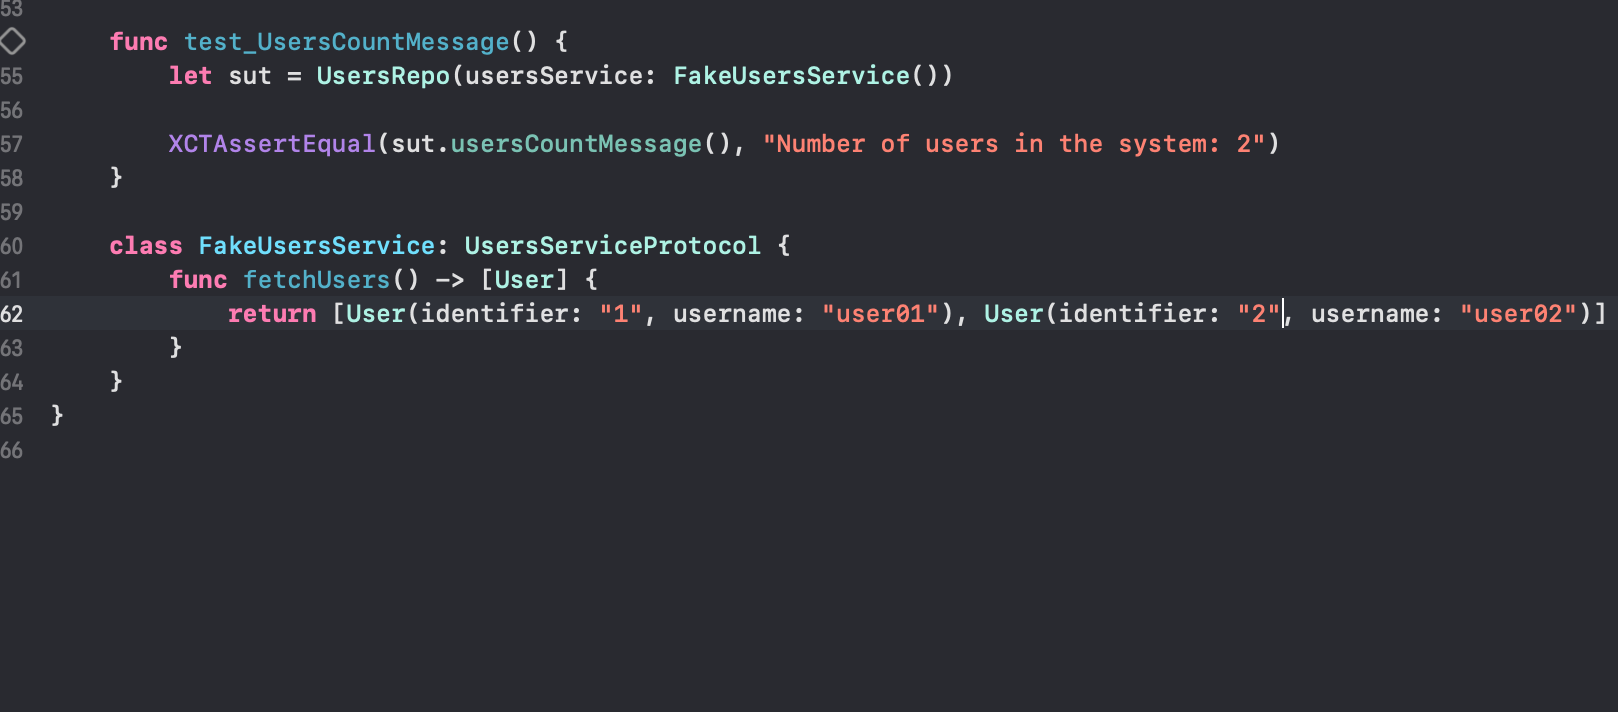 53
func test_UsersCountMessage() {
55 let sut = UsersRepo(usersService: FakeUsersService())
56
57 XCTAssertEqual(sut.usersCountMessage(), "Number of users in the system: 2")
58 }
59
60 class FakeUsersService: UsersServiceProtocol {
61 func fetchUsers() -> [User] {
62 return [User(identifier: "1", username: "user01"), User(identifier: "2", username: "user02")]
63 }
64 }
65 }
66